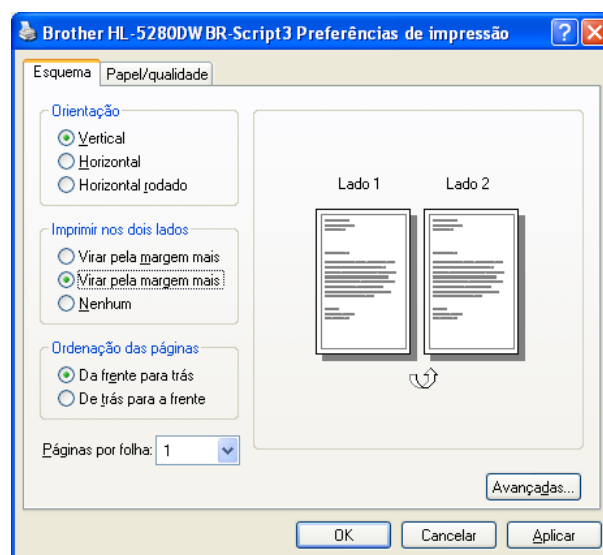 Brother HL-5280DW BR-Script3 Preferências de impressão
Esquema
Papel/qualidade
Orientação
Vertical
Horizontal
Horizontal rodado
Imprimir nos dois lados
Virar pela margem mais
Virar pela margem mais
Nenhum
Ordenação das páginas
Da frente para trás
De trás para a frente
Páginas por folha: 1
Lado 1 Lado 2
Avançadas...
OK Cancelar Aplicar